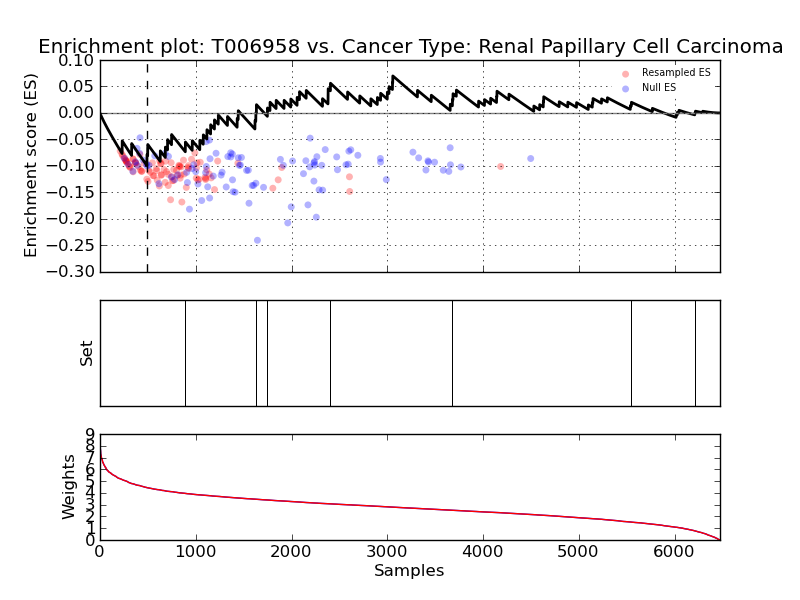 Enrichment plot: T006958 vs. Cancer Type: Renal Papillary Cell Carcinoma
Enrichment score (ES)
0.10
0.05
0.00
−0.05
−0.10
−0.15
−0.20
−0.25
−0.30
Resampled ES
Null ES
Set
Weights
9
8
7
6
5
4
3
2
1
0
0 1000 2000 3000 4000 5000 6000
Samples